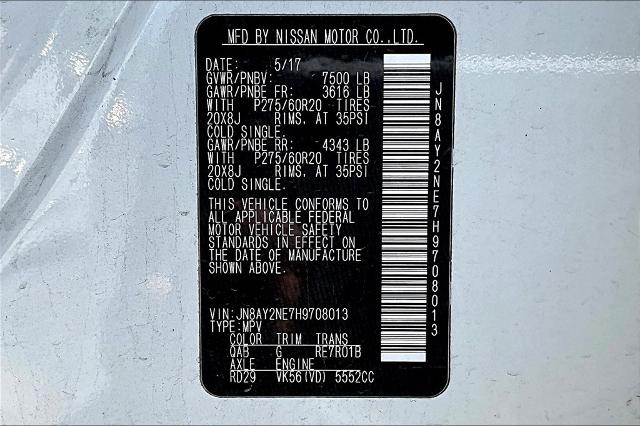 MFD BY NISSAN MOTOR CO.,LTD.
DATE: 5/17
GVWR/PNBV: 7500 LB
GAWR/PNBE FR: 3616 LB
WITH P275/60R20 TIRES
20X8J RIMS. AT 35PSI
COLD SINGLE.
GAWR/PNBE RR: 4343 LB
WITH P275/60R20 TIRES
20X8J RIMS. AT 35PSI
COLD SINGLE.
THIS VEHICLE CONFORMS TO
ALL APPLICABLE FEDERAL
MOTOR VEHICLE SAFETY
STANDARDS IN EFFECT ON
THE DATE OF MANUFACTURE
SHOWN ABOVE.
VIN:JN8AY2NE7H9708013
TYPE:MPV
COLOR TRIM TRANS
QAB G RE7R01B
AXLE ENGINE
RD29 VK56(VD) 5552CC
JN8AY2NE7H9708013